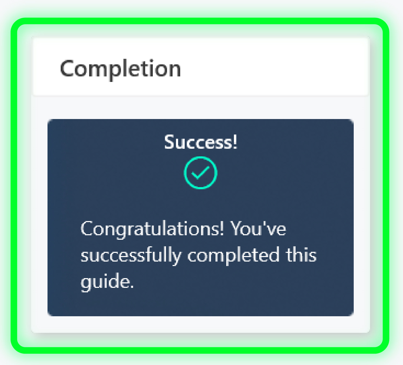 Completion
Success!
Congratulations! You've
successfully completed this
guide.